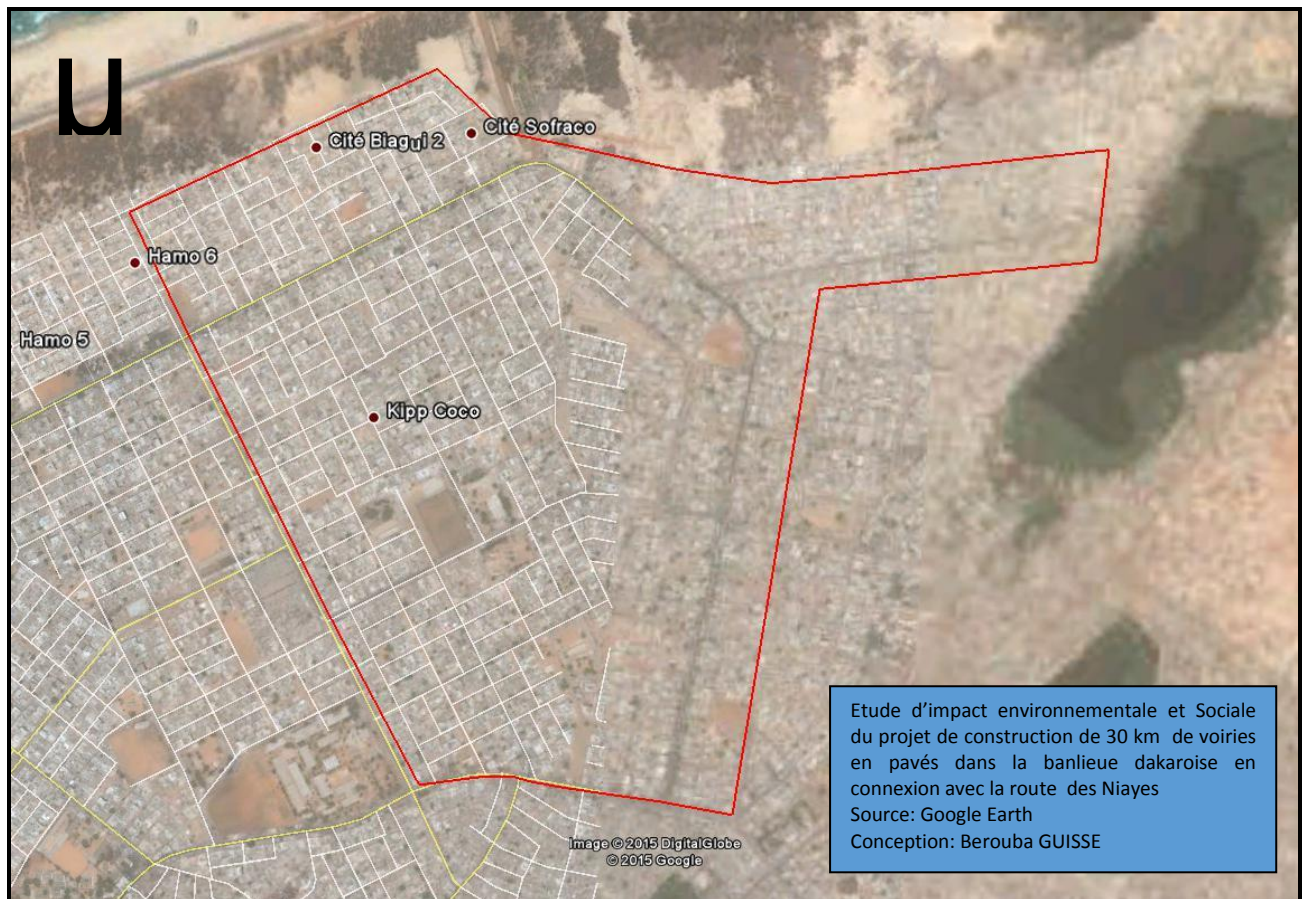 u
Cité Biagui 2
Cité Sofraco
Hamo 6
Hamo 5
Kipp Coco
Etude d’impact environnementale et Sociale
du projet de construction de 30 km de voiries
en pavés dans la banlieue dakaroise en
connexion avec la route des Niayes
Source: Google Earth
Conception: Berouba GUISSE
Image © 2015 DigitalGlobe
© 2015 Google